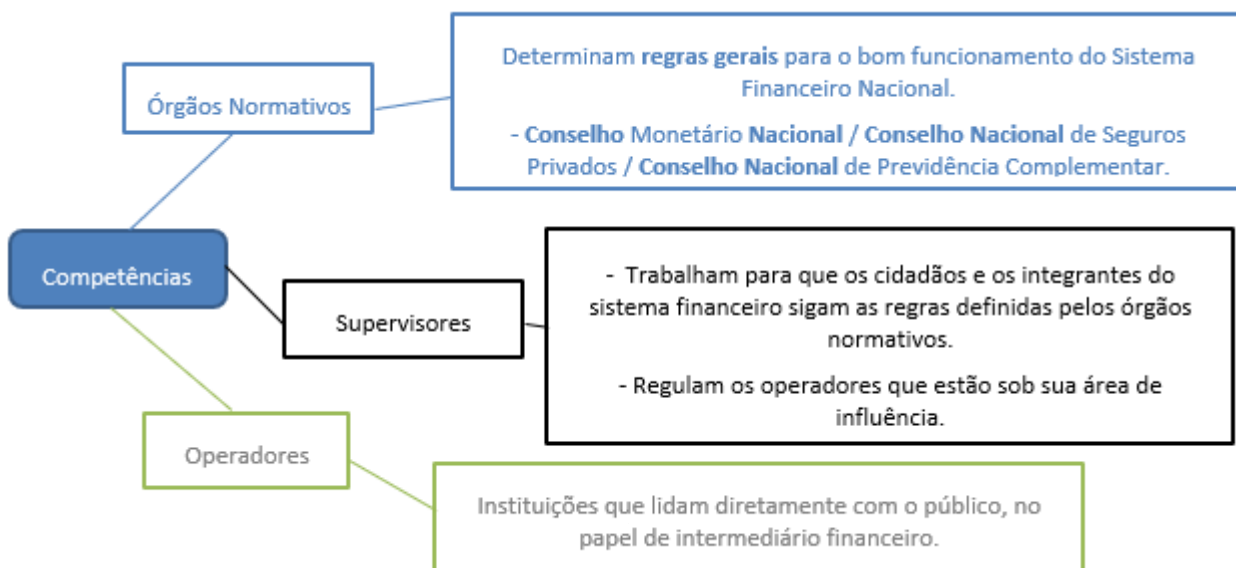 Determinam regras gerais para o bom funcionamento do Sistema
Financeiro Nacional.
- Conselho Monetário Nacional / Conselho Nacional de Seguros
Privados / Conselho Nacional de Previdência Complementar.
Órgãos Normativos
Competências
Supervisores
- Trabalham para que os cidadãos e os integrantes do
sistema financeiro sigam as regras definidas pelos órgãos
normativos.
- Regulam os operadores que estão sob sua área de
influência.
Operadores
Instituições que lidam diretamente com o público, no
papel de intermediário financeiro.